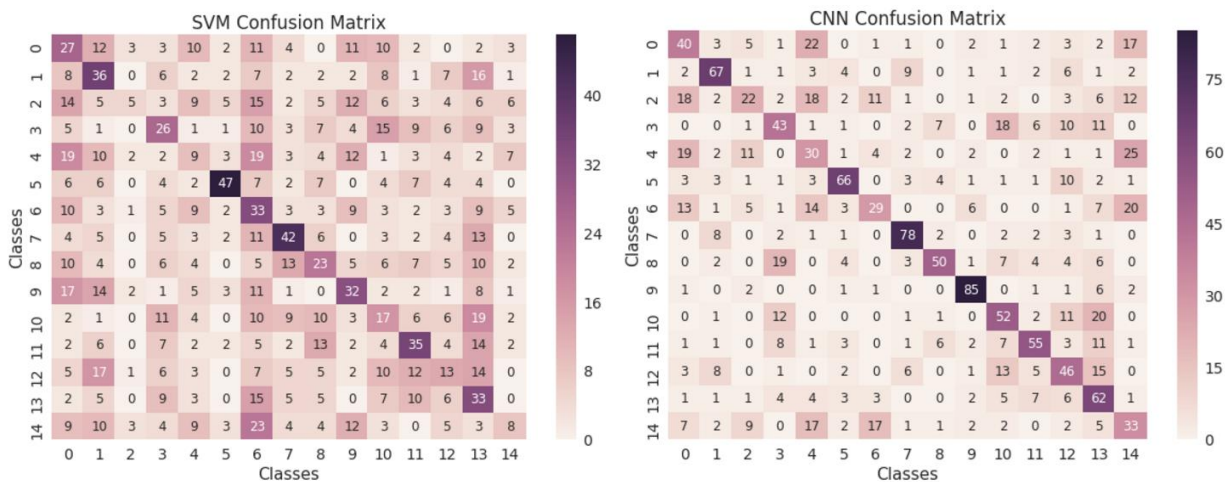 SVM Confusion Matrix
Classes
0 27 12 3 3 10 2 11 4 0 11 10 2 0 2 3
1 8 36 0 6 2 2 7 2 2 2 8 1 7 16 1
2 14 5 5 3 9 5 15 2 5 12 6 3 4 6 6
3 5 1 0 26 1 1 10 3 7 4 15 9 6 9 3
4 19 10 2 2 9 3 19 3 4 12 1 3 4 2 7
5 6 6 0 4 2 47 7 2 7 0 4 7 4 4 0
6 10 3 1 5 9 2 33 3 3 9 3 2 3 9 5
7 4 5 0 5 3 2 11 42 6 0 3 2 4 13 0
8 10 4 0 6 4 0 5 13 23 5 6 7 5 10 2
9 17 14 2 1 5 3 11 1 0 32 3 2 0 8 1
10 2 1 0 11 4 0 10 9 10 3 17 6 6 19 2
11 2 6 0 7 2 2 5 2 13 2 4 35 4 14 2
12 5 17 1 6 3 0 7 5 5 2 10 12 13 14 0
13 2 5 0 9 3 0 15 5 5 0 7 10 6 33 0
14 9 10 3 4 9 3 23 4 4 12 3 0 5 3 8
0 1 2 3 4 5 6 7 8 9 10 11 12 13 14
Classes
40
32
24
16
8
0
CNN Confusion Matrix
Classes
0 40 3 5 1 22 0 1 1 0 2 1 2 3 2 17
1 2 67 1 1 3 4 0 9 0 1 1 2 6 1 2
2 18 2 22 2 18 2 11 1 0 1 2 0 3 6 12
3 0 0 1 43 1 1 0 2 7 0 18 6 10 11 0
4 19 2 11 0 30 1 4 2 0 2 0 2 1 1 25
5 3 3 1 1 3 66 0 3 4 1 1 1 10 2 1
6 13 1 5 1 14 3 29 0 0 6 0 0 1 7 20
7 0 8 0 2 1 1 0 78 2 0 2 2 3 1 0
8 0 2 0 19 0 4 0 3 50 1 7 4 4 6 0
9 1 0 2 0 0 1 1 0 0 85 0 1 1 6 2
10 0 1 0 12 0 0 0 1 1 0 52 2 11 20 0
11 1 1 0 8 1 3 0 1 6 2 7 55 3 11 1
12 3 8 0 1 0 1 0 6 2 0 13 5 46 15 0
13 1 1 1 4 4 3 3 0 0 2 5 7 6 62 1
14 7 2 9 0 17 2 17 1 1 2 2 0 2 5 33
0 1 2 3 4 5 6 7 8 9 10 11 12 13 14
Classes
75
60
45
30
15
0